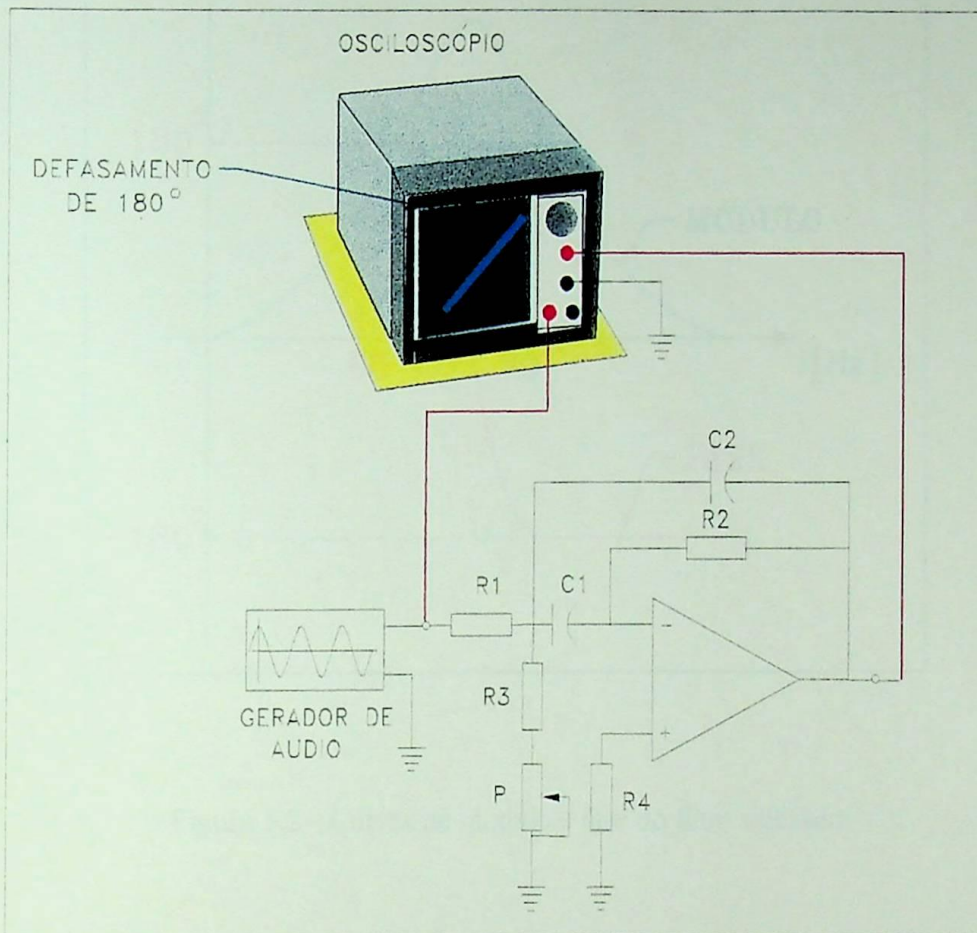 OSCILOSCÓPIO
DEFASAMENTO
DE 180°
C2
R2
R1
C1
R3
GERADOR DE
AUDIO
P
R4